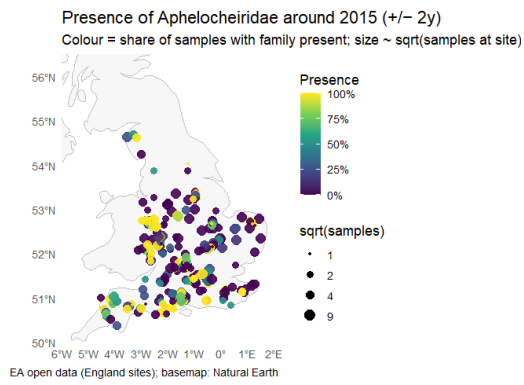 Presence of Aphelocheiridae around 2015 (+/− 2y)
Colour = share of samples with family present; size ~ sqrt(samples at site)
56°N
55°N
54°N
53°N
52°N
51°N
50°N
6°W 5°W 4°W 3°W 2°W 1°W 0° 1°E 2°E
Presence
100%
75%
50%
25%
0%
sqrt(samples)
1
2
4
9
EA open data (England sites); basemap: Natural Earth